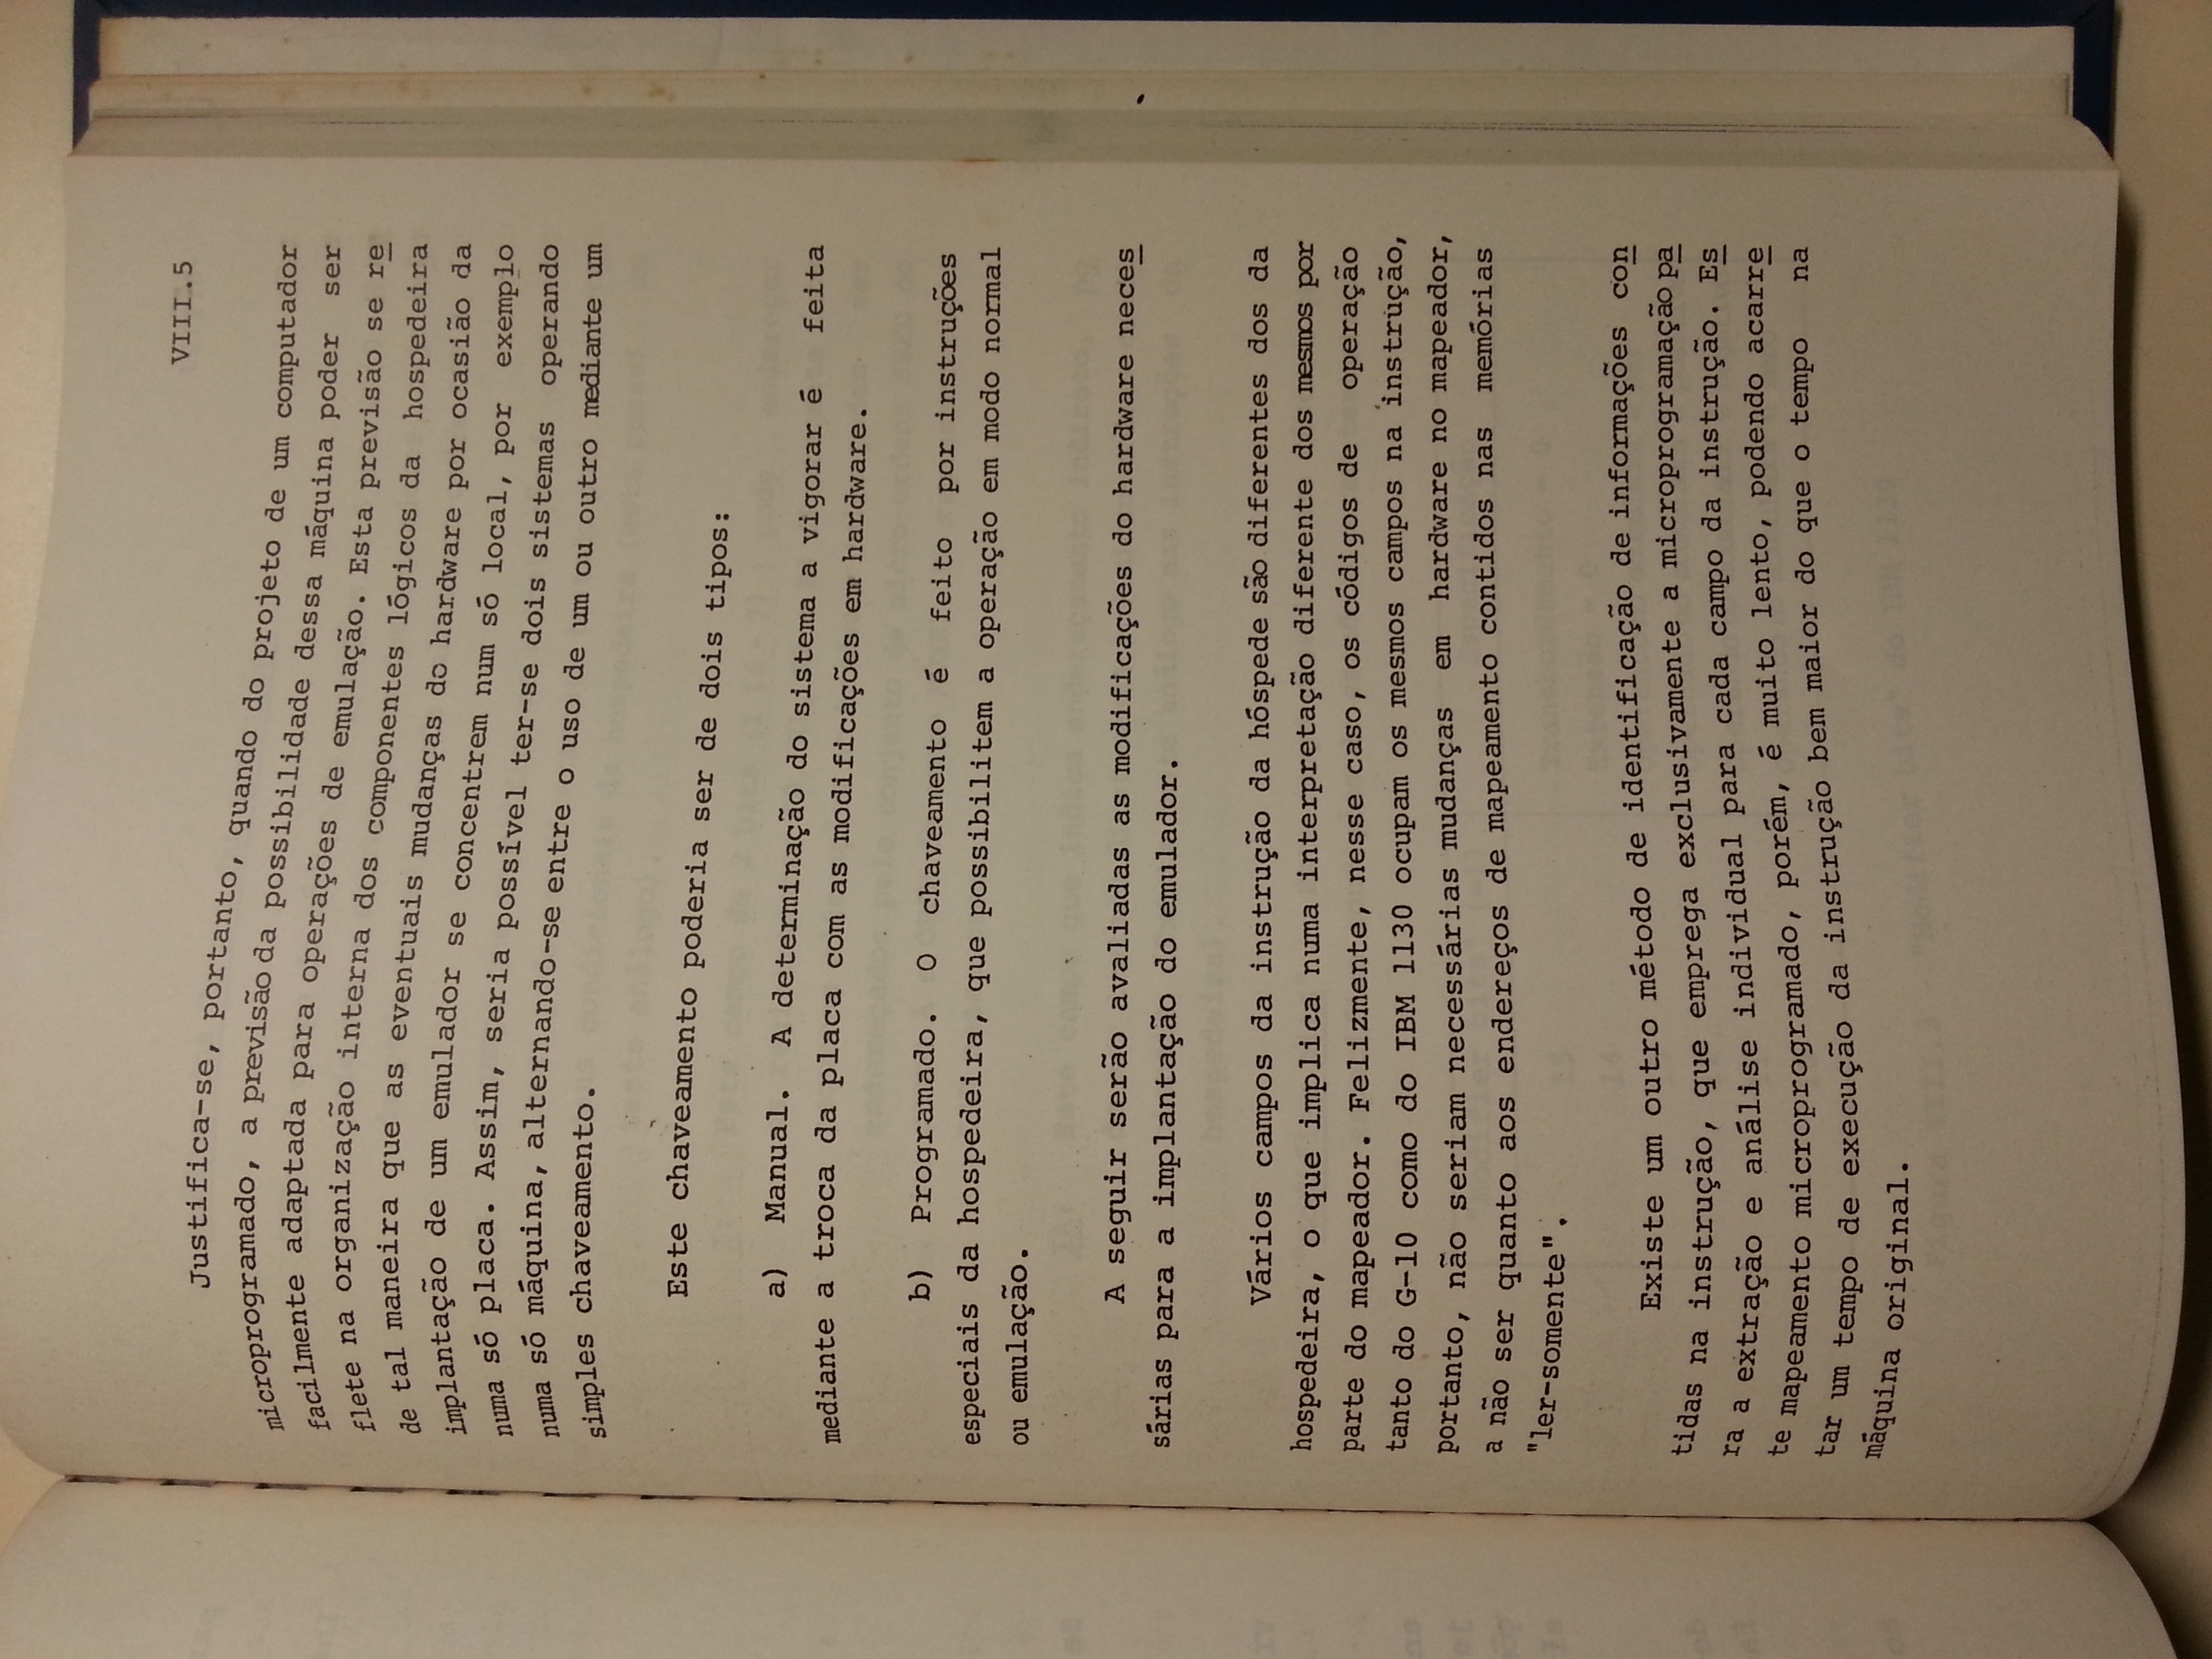 VIII.5
Justifica-se, portanto, quando do projeto de um computador
microprogramado, a previsão da possibilidade dessa máquina poder ser
facilmente adaptada para operações de emulação. Esta previsão se re
flete na organização interna dos componentes lógicos da hospedeira
de tal maneira que as eventuais mudanças do hardware por ocasião da
implantação de um emulador se concentrem num só local, por exemplo
numa só placa. Assim, seria possível ter-se dois sistemas operando
numa só máquina, alternando-se entre o uso de um ou outro mediante um
simples chaveamento.
Este chaveamento poderia ser de dois tipos:
a) Manual. A determinação do sistema a vigorar é feita
mediante a troca da placa com as modificações em hardware.
b) Programado. O chaveamento é feito por instruções
especiais da hospedeira, que possibilitem a operação em modo normal
ou emulação.
A seguir serão avaliadas as modificações do hardware neces
sárias para a implantação do emulador.
Vários campos da instrução da hóspede são diferentes dos da
hospedeira, o que implica numa interpretação diferente dos mesmos por
parte do mapeador. Felizmente, nesse caso, os códigos de operação
tanto do G-10 como do IBM 1130 ocupam os mesmos campos na instrução,
portanto, não seriam necessárias mudanças em hardware no mapeador,
a não ser quanto aos endereços de mapeamento contidos nas memórias
"ler-somente".
Existe um outro método de identificação de informações con
tidas na instrução, que emprega exclusivamente a microprogramação pa
ra a extração e análise individual para cada campo da instrução. Es
te mapeamento microprogramado, porém, é muito lento, podendo acarre
tar um tempo de execução da instrução bem maior do que o tempo na
máquina original.